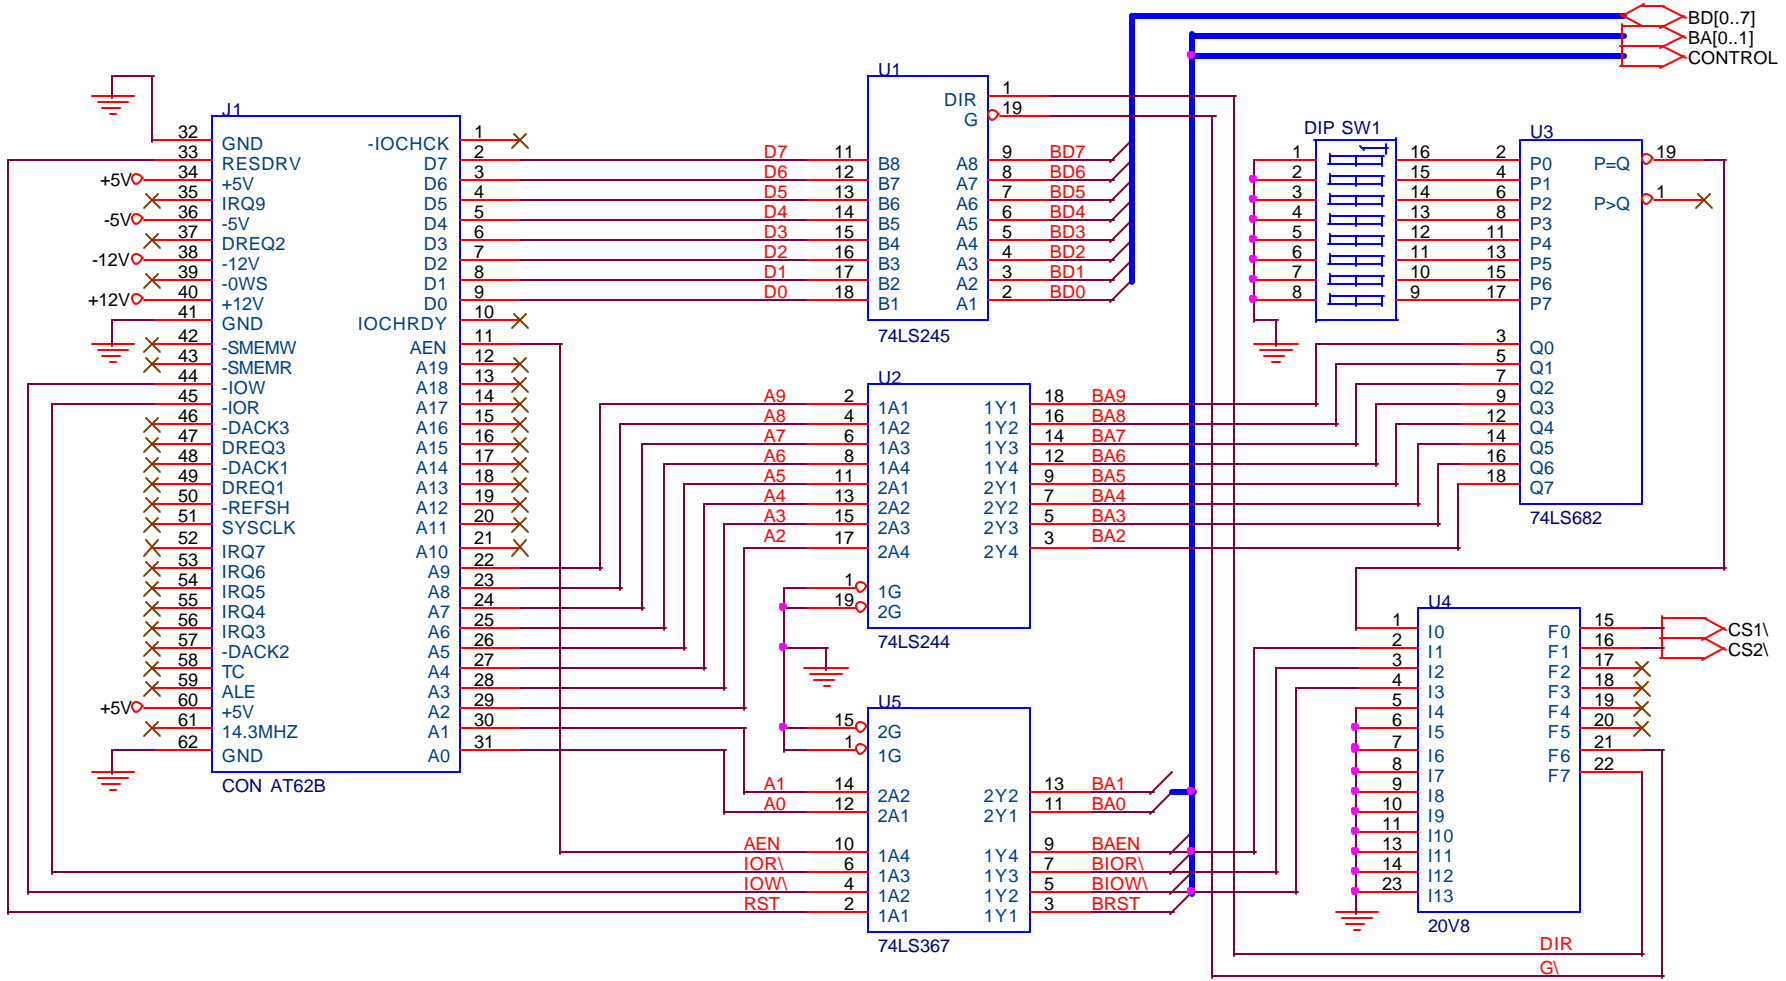 BD[0..7]
BA[0..1]
CONTROL
J1
32 GND
33 RESDRV
+5V 34 +5V
35 IRQ9
-5V 36 -5V
37 DREQ2
-12V 38 -12V
39 -0WS
+12V 40 +12V
41 GND
42 -SMEMW
43 -SMEMR
44 -IOW
45 -IOR
46 -DACK3
47 DREQ3
48 -DACK1
49 DREQ1
50 -REFSH
51 SYSCLK
52 IRQ7
53 IRQ6
54 IRQ5
55 IRQ4
56 IRQ3
57 -DACK2
58 TC
59 ALE
+5V 60 +5V
61 14.3MHZ
62 GND
-IOCHCK 1
D7 2
D6 3
D5 4
D4 5
D3 6
D2 7
D1 8
D0 9
IOCHRDY 10
AEN 11
A19 12
A18 13
A17 14
A16 15
A15 16
A14 17
A13 18
A12 19
A11 20
A10 21
A9 22
A8 23
A7 24
A6 25
A5 26
A4 27
A3 28
A2 29
A1 30
A0 31
CON AT62B
U1
DIR 1
G 19
D7 11 B8 A8 9 BD7
D6 12 B7 A7 8 BD6
D5 13 B6 A6 7 BD5
D4 14 B5 A5 6 BD4
D3 15 B4 A4 5 BD3
D2 16 B3 A3 4 BD2
D1 17 B2 A2 3 BD1
D0 18 B1 A1 2 BD0
74LS245
U2
A9 2 1A1 1Y1 18 BA9
A8 4 1A2 1Y2 16 BA8
A7 6 1A3 1Y3 14 BA7
A6 8 1A4 1Y4 12 BA6
A5 11 2A1 2Y1 9 BA5
A4 13 2A2 2Y2 7 BA4
A3 15 2A3 2Y3 5 BA3
A2 17 2A4 2Y4 3 BA2
1 1G
19 2G
74LS244
U5
15 2G
1 1G
A1 14 2A2 2Y2 13 BA1
A0 12 2A1 2Y1 11 BA0
AEN 10 1A4 1Y4 9 BAEN
IOR\ 6 1A3 1Y3 7 BIOR\
IOW\ 4 1A2 1Y2 5 BIOW\
RST 2 1A1 1Y1 3 BRST
74LS367
DIP SW1
1 16
2 15
3 14
4 13
5 12
6 11
7 10
8 9
U3
2 P0 P=Q 19
4 P1
6 P2 P>Q 1
8 P3
11 P4
13 P5
15 P6
17 P7
3 Q0
5 Q1
7 Q2
9 Q3
12 Q4
14 Q5
16 Q6
18 Q7
74LS682
U4
1 I0 F0 15 CS1\
2 I1 F1 16 CS2\
3 I2 F2 17
4 I3 F3 18
5 I4 F4 19
6 I5 F5 20
7 I6 F6 21
8 I7 F7 22
9 I8
10 I9
11 I10
13 I11
14 I12
23 I13
20V8
DIR
G\